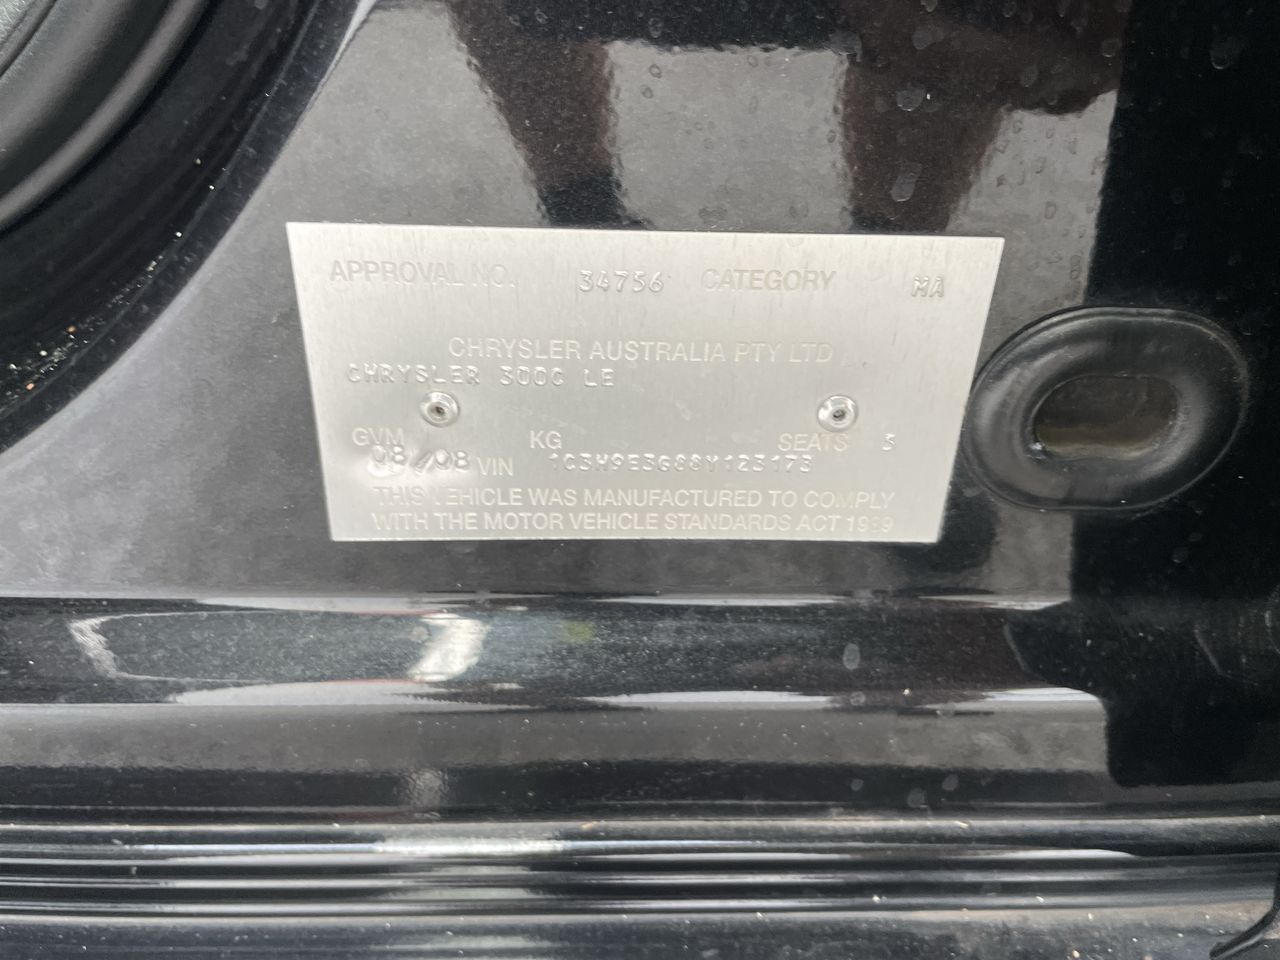 APPROVAL NO. 34756 CATEGORY MA
CHRYSLER AUSTRALIA PTY LTD
CHRYSLER 300C LE
GVM KG SEATS 5
08/08 VIN 1C3H9E3G88Y123173
THIS VEHICLE WAS MANUFACTURED TO COMPLY
WITH THE MOTOR VEHICLE STANDARDS ACT 1989